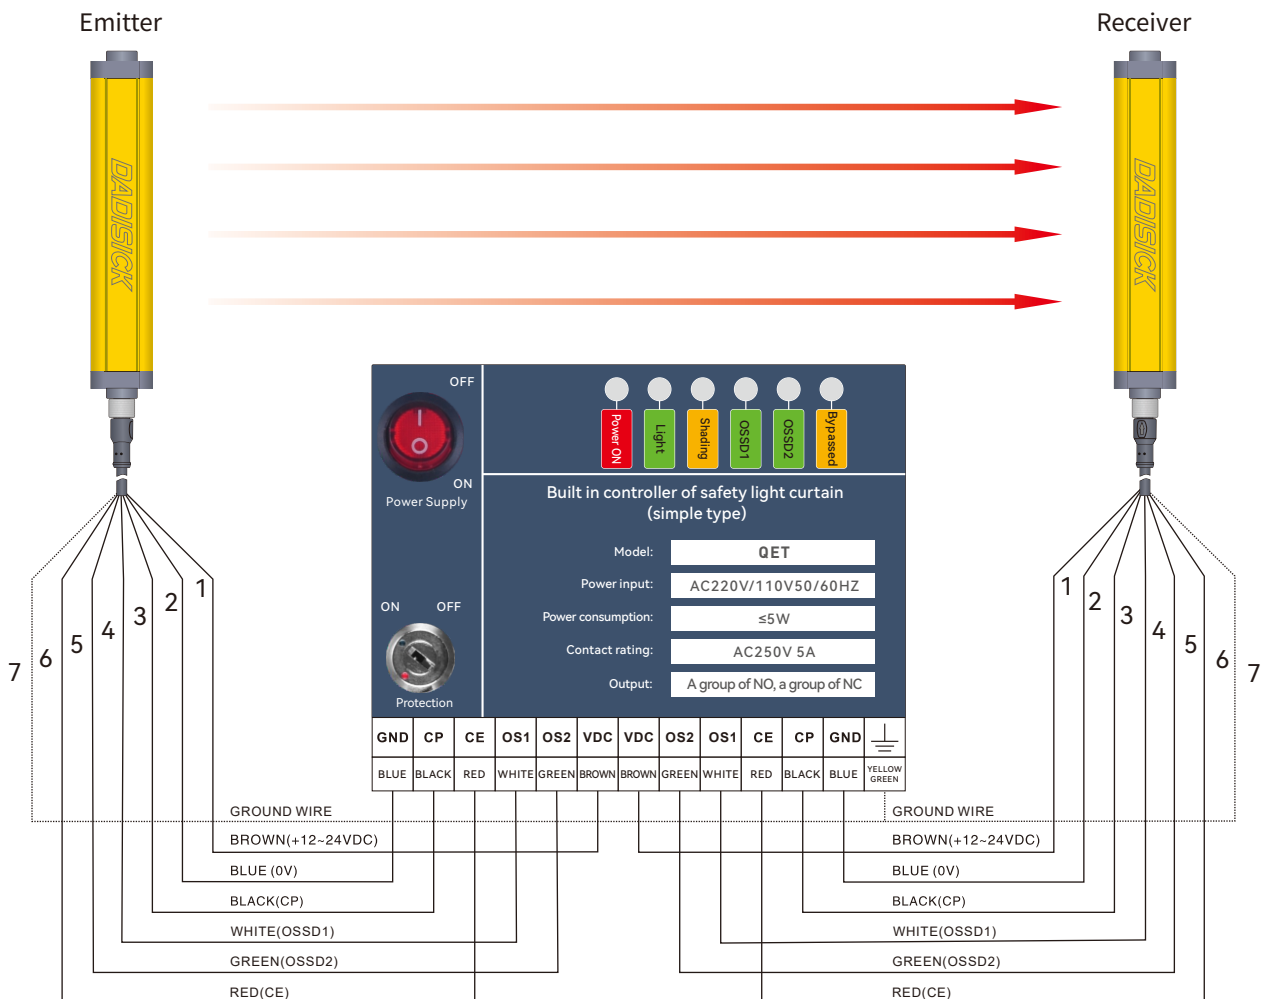 Emitter
Receiver
DADISICK
DADISICK
OFF
ON
Power Supply
Power ON
Light
Shading
OSSD1
OSSD2
Bypassed
Built in controller of safety light curtain
(simple type)
Model: QET
Power input: AC220V/110V50/60HZ
Power consumption: ≤5W
Contact rating: AC250V 5A
Output: A group of NO, a group of NC
ON OFF
Protection
GND CP CE OS1 OS2 VDC VDC OS2 OS1 CE CP GND
BLUE BLACK RED WHITE GREEN BROWN BROWN GREEN WHITE RED BLACK BLUE YELLOW GREEN
7 6 5 4 3 2 1
1 2 3 4 5 6 7
GROUND WIRE
BROWN(+12~24VDC)
BLUE (0V)
BLACK(CP)
WHITE(OSSD1)
GREEN(OSSD2)
RED(CE)
GROUND WIRE
BROWN(+12~24VDC)
BLUE (0V)
BLACK(CP)
WHITE(OSSD1)
GREEN(OSSD2)
RED(CE)